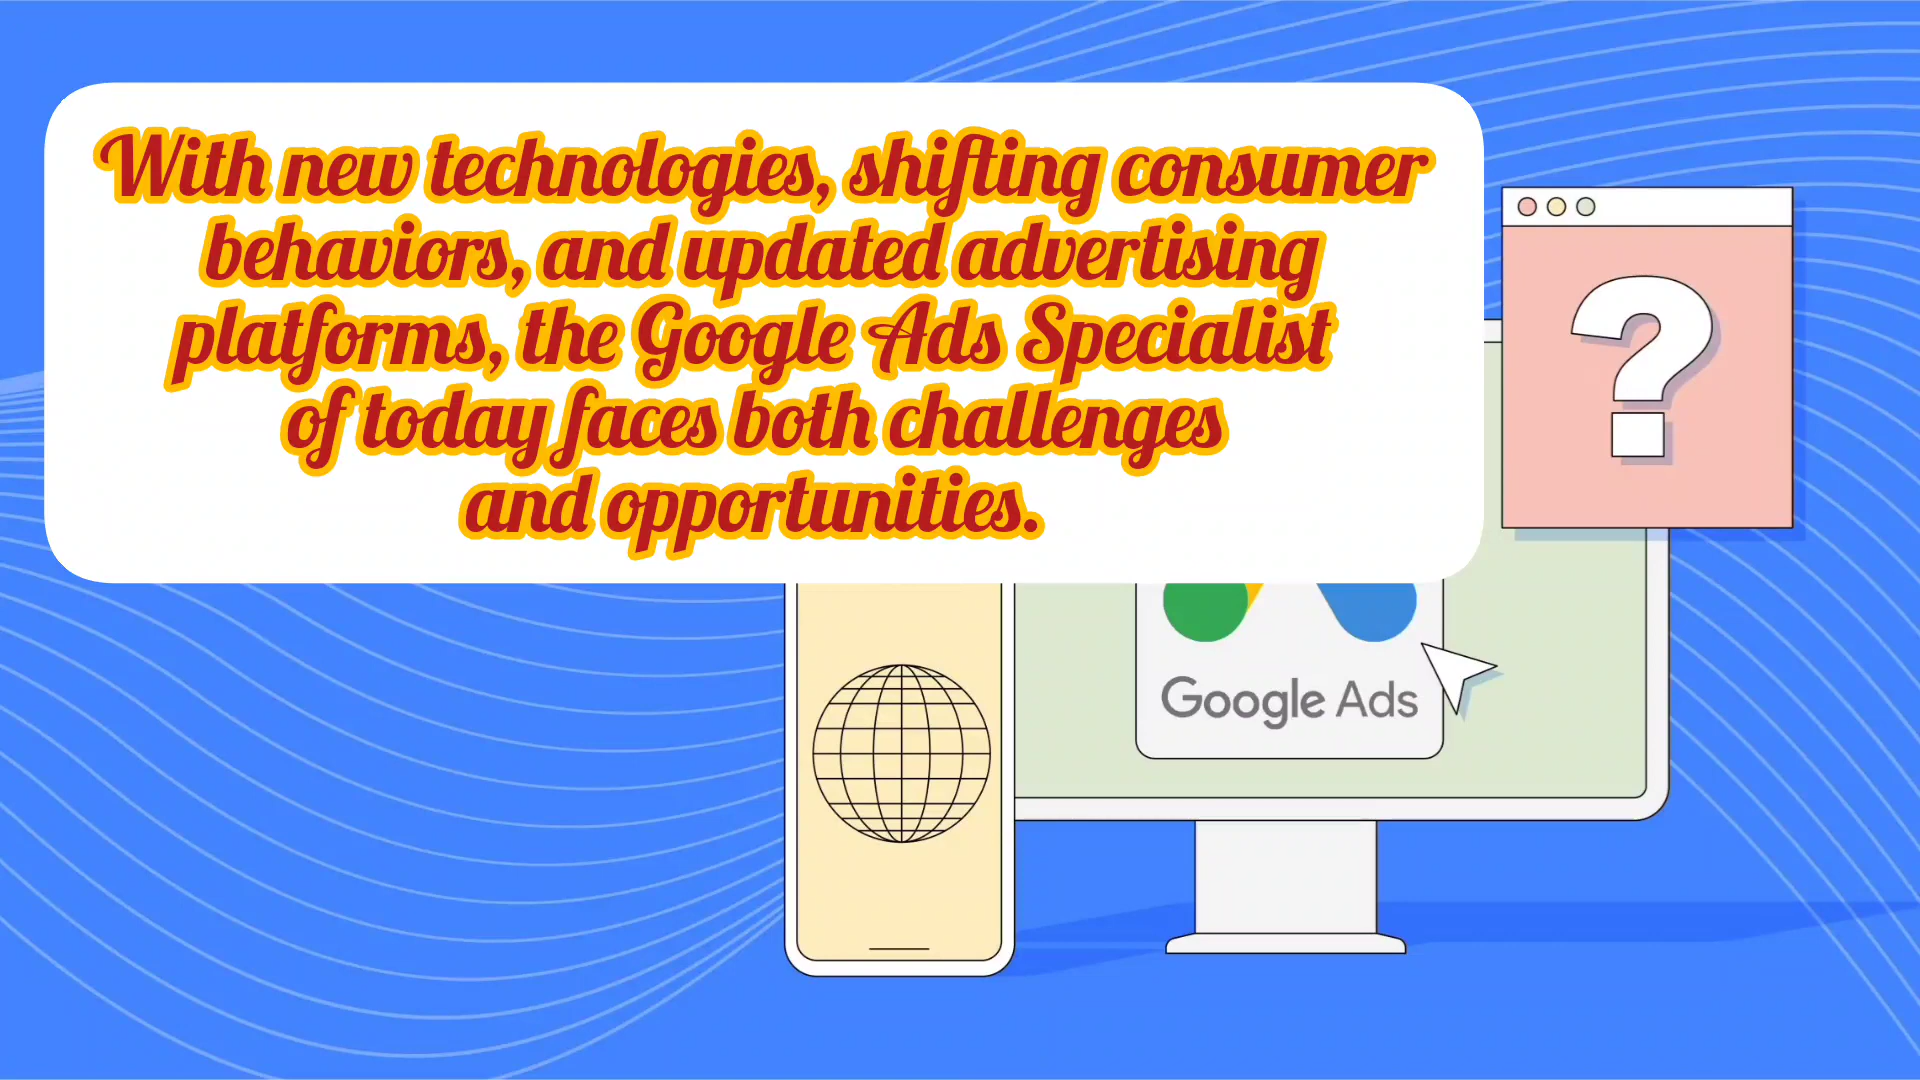 With new technologies, shifting consumer
behaviors, and updated advertising
platforms, the Google Ads Specialist
of today faces both challenges
and opportunities.
?
Google Ads